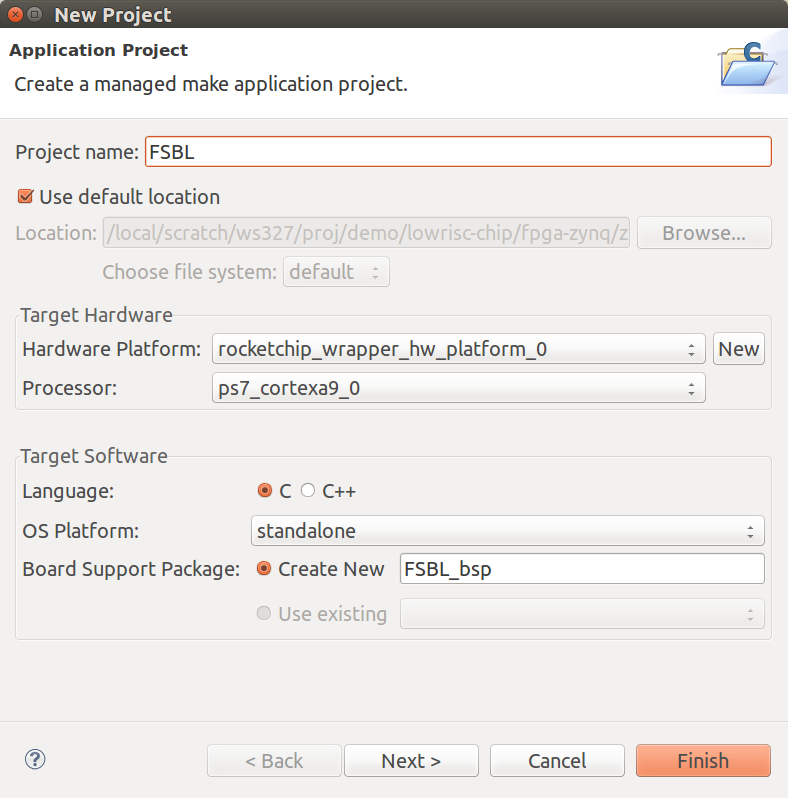 New Project
Application Project
Create a managed make application project.
Project name: FSBL
Use default location
Location: /local/scratch/ws327/proj/demo/lowrisc-chip/fpga-zynq/z Browse...
Choose file system: default
Target Hardware
Hardware Platform: rocketchip_wrapper_hw_platform_0 New
Processor: ps7_cortexa9_0
Target Software
Language: C C++
OS Platform: standalone
Board Support Package: Create New FSBL_bsp
Use existing
? < Back Next > Cancel Finish